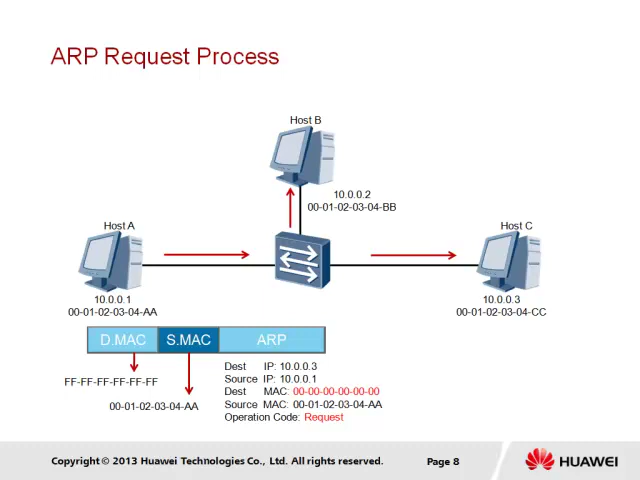 ARP Request Process
Host B
10.0.0.2
00-01-02-03-04-BB
Host A
Host C
10.0.0.1
00-01-02-03-04-AA
10.0.0.3
00-01-02-03-04-CC
D.MAC S.MAC ARP
Dest IP: 10.0.0.3
Source IP: 10.0.0.1
Dest MAC: 00-00-00-00-00-00
Source MAC: 00-01-02-03-04-AA
Operation Code: Request
FF-FF-FF-FF-FF-FF
00-01-02-03-04-AA
Copyright © 2013 Huawei Technologies Co., Ltd. All rights reserved.
Page 8
HUAWEI